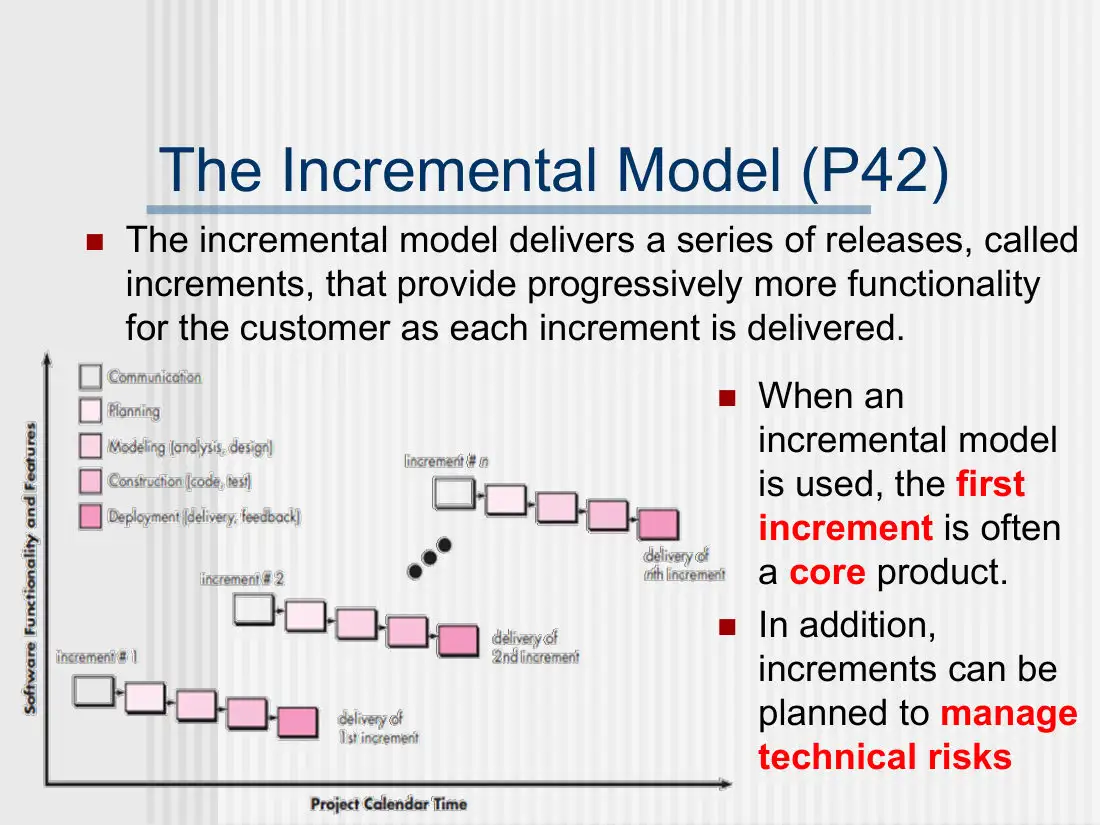 The Incremental Model (P42)
The incremental model delivers a series of releases, called
increments, that provide progressively more functionality
for the customer as each increment is delivered.
Software Functionality and Features
Communication
Planning
Modeling (analysis, design)
Construction (code, test)
Deployment (delivery, feedback)
increment # n
delivery of
nth increment
increment # 2
delivery of
2nd increment
increment # 1
delivery of
1st increment
Project Calendar Time
When an
incremental model
is used, the first
increment is often
a core product.
In addition,
increments can be
planned to manage
technical risks